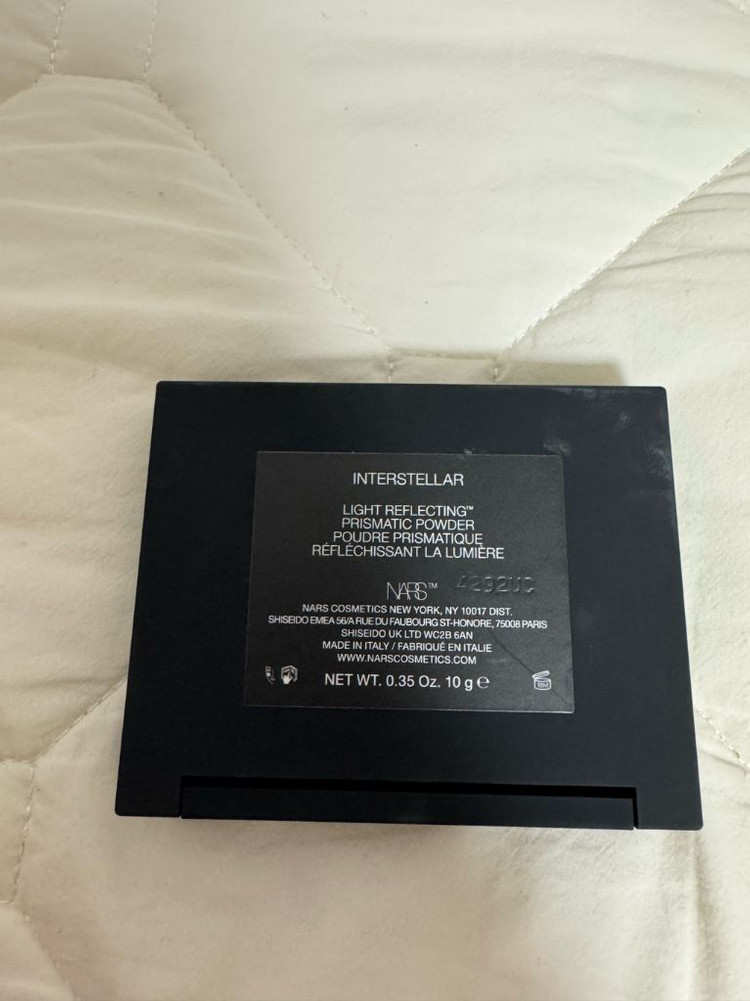 INTERSTELLAR
LIGHT REFLECTING™
PRISMATIC POWDER
POUDRE PRISMATIQUE
RÉFLÉCHISSANT LA LUMIÈRE
NARS™ 4292UC
NARS COSMETICS NEW YORK, NY 10017 DIST.
SHISEIDO EMEA 56/A RUE DU FAUBOURG ST-HONORE, 75008 PARIS
SHISEIDO UK LTD WC2B 6AN
MADE IN ITALY / FABRIQUÉ EN ITALIE
WWW.NARSCOSMETICS.COM
NET WT. 0.35 Oz. 10 g ℮